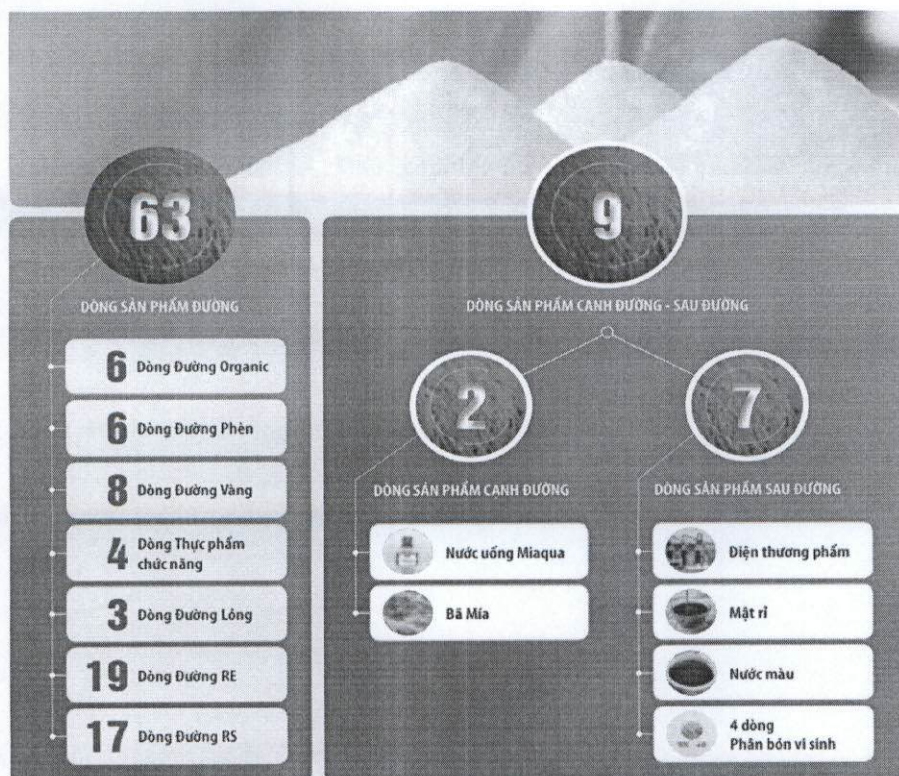 63
DÒNG SẢN PHẨM ĐƯỜNG
6 Dòng Đường Organic
6 Dòng Đường Phèn
8 Dòng Đường Vàng
4 Dòng Thực phẩm
chức năng
3 Dòng Đường Lỏng
19 Dòng Đường RE
17 Dòng Đường RS
9
DÒNG SẢN PHẨM CẠNH ĐƯỜNG - SAU ĐƯỜNG
2
DÒNG SẢN PHẨM CẠNH ĐƯỜNG
Nước uống Miaqua
Bã Mía
7
DÒNG SẢN PHẨM SAU ĐƯỜNG
Điện thương phẩm
Mật rỉ
Nước màu
4 dòng
Phân bón vi sinh